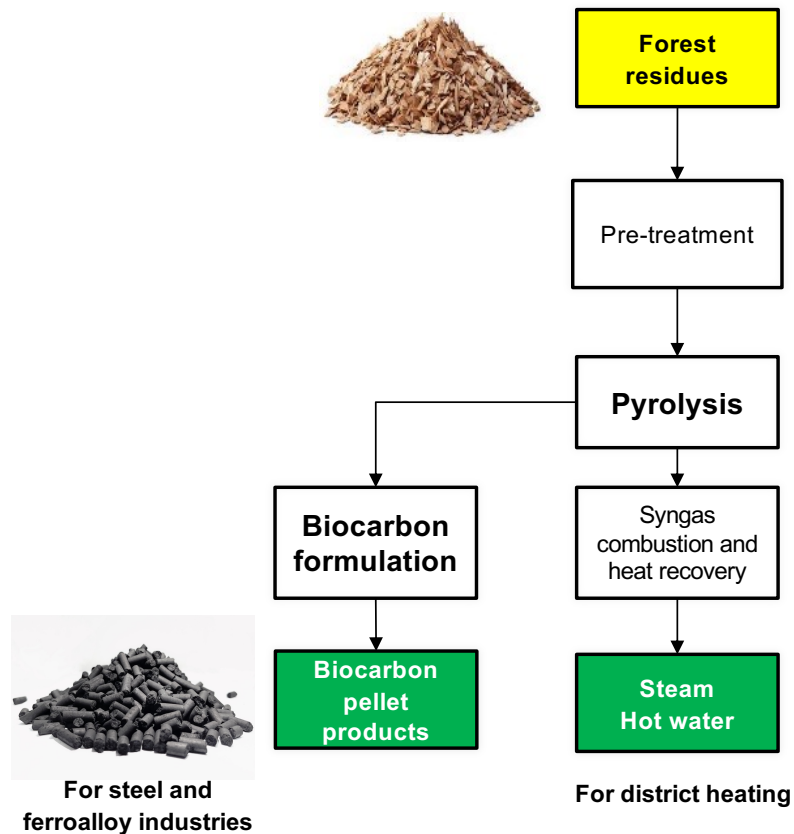 Forest
residues
Pre-treatment
Pyrolysis
Biocarbon
formulation
Syngas
combustion and
heat recovery
Biocarbon
pellet
products
Steam
Hot water
For steel and
ferroalloy industries
For district heating